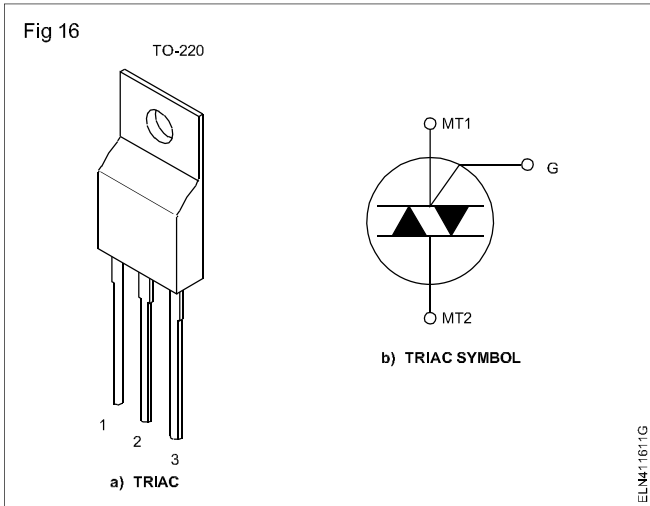 Fig 16
TO-220
MT1
G
MT2
b) TRIAC SYMBOL
1
2
3
a) TRIAC
ELN411611G